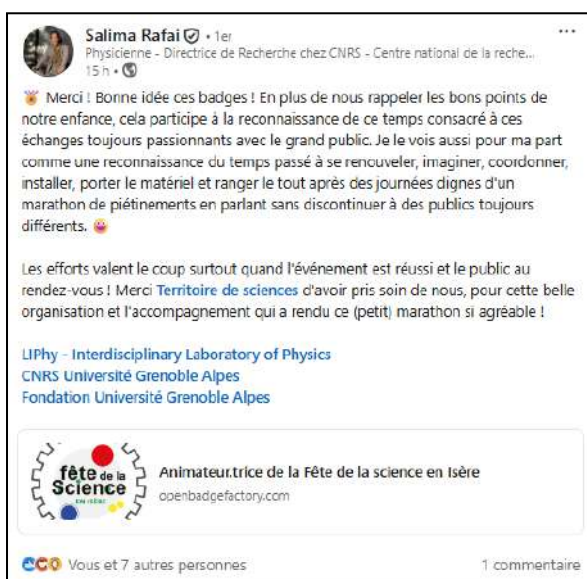 Salima Rafai • 1er
...
Physicienne - Directrice de Recherche chez CNRS - Centre national de la reche...
15 h •
Merci ! Bonne idée ces badges ! En plus de nous rappeler les bons points de
notre enfance, cela participe à la reconnaissance de ce temps consacré à ces
échanges toujours passionnants avec le grand public. Je le vois aussi pour ma part
comme une reconnaissance du temps passé à se renouveler, imaginer, coordonner,
installer, porter le matériel et ranger le tout après des journées dignes d'un
marathon de piétinements en parlant sans discontinuer à des publics toujours
différents.
Les efforts valent le coup surtout quand l'événement est réussi et le public au
rendez-vous ! Merci Territoire de sciences d'avoir pris soin de nous, pour cette belle
organisation et l'accompagnement qui a rendu ce (petit) marathon si agréable !
LIPhy - Interdisciplinary Laboratory of Physics
CNRS Université Grenoble Alpes
Fondation Université Grenoble Alpes
fête de la
Science
EN ISÈRE
Animateur.trice de la Fête de la science en Isère
openbadgefactory.com
Vous et 7 autres personnes
1 commentaire